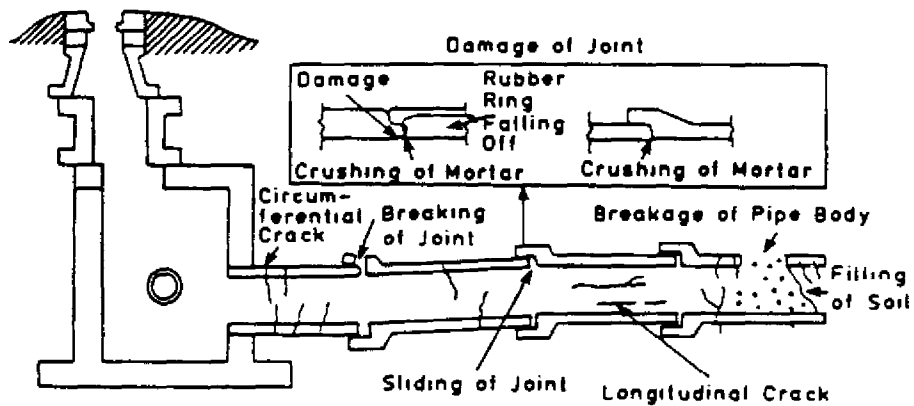 Damage of Joint
Damage
Rubber
Ring
Falling
Off
Crushing of Mortar
Crushing of Mortar
Circum-
ferential
Crack
Breaking
of Joint
Breakage of Pipe Body
Filling
of Soil
Sliding of Joint
Longitudinal Crack